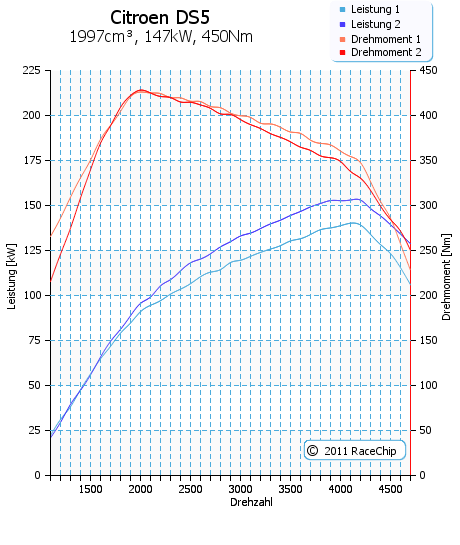 Citroen DS5
1997cm³, 147kW, 450Nm
Leistung 1
Leistung 2
Drehmoment 1
Drehmoment 2
225
200
175
150
125
100
75
50
25
0
Leistung [kW]
450
400
350
300
250
200
150
100
50
0
Drehmoment [Nm]
1500 2000 2500 3000 3500 4000 4500
Drehzahl
© 2011 RaceChip